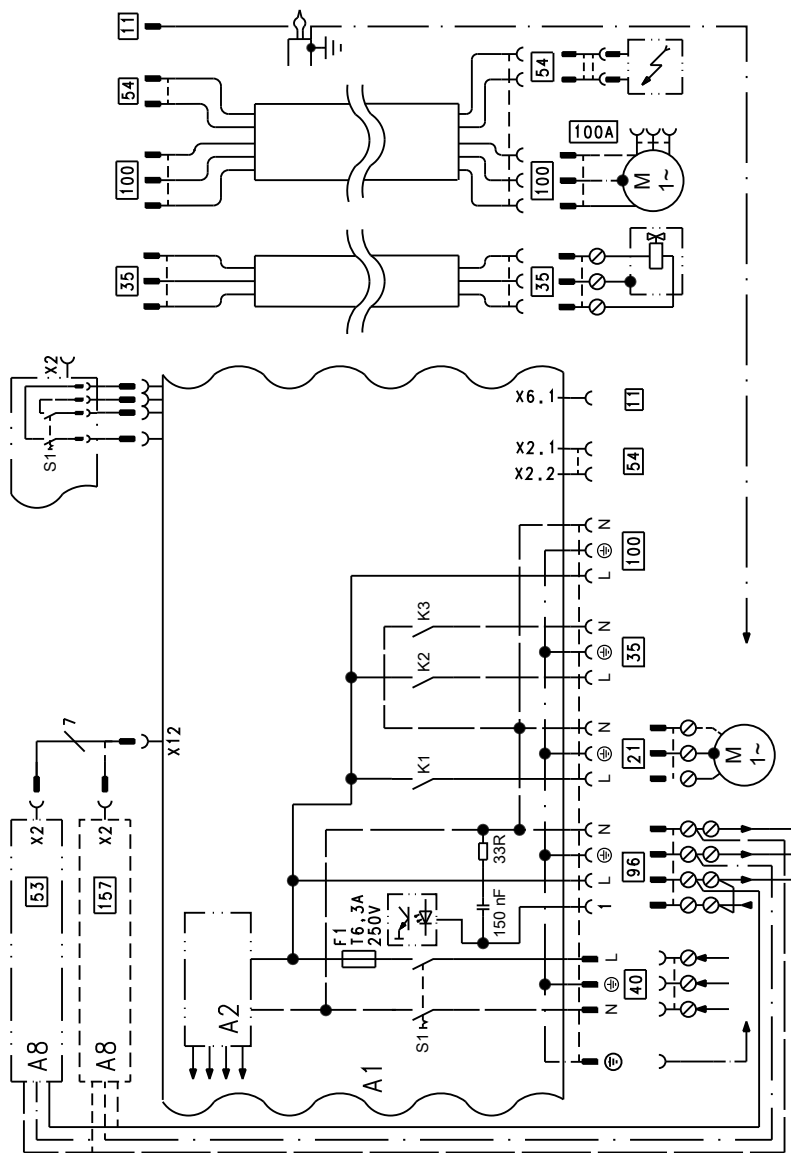 11
54
100
35
54
100A
100
M
1~
35
X2
S1
X6.1
11
X2.1
X2.2
54
N
100
L
K3
N
K2
35
L
7
X12
N
K1
21
L
M
1~
X2
53
X2
157
N
33R
L
96
150 nF
1
F1
T6,3A
250V
L
40
N
S1
A2
A8
A8
A1